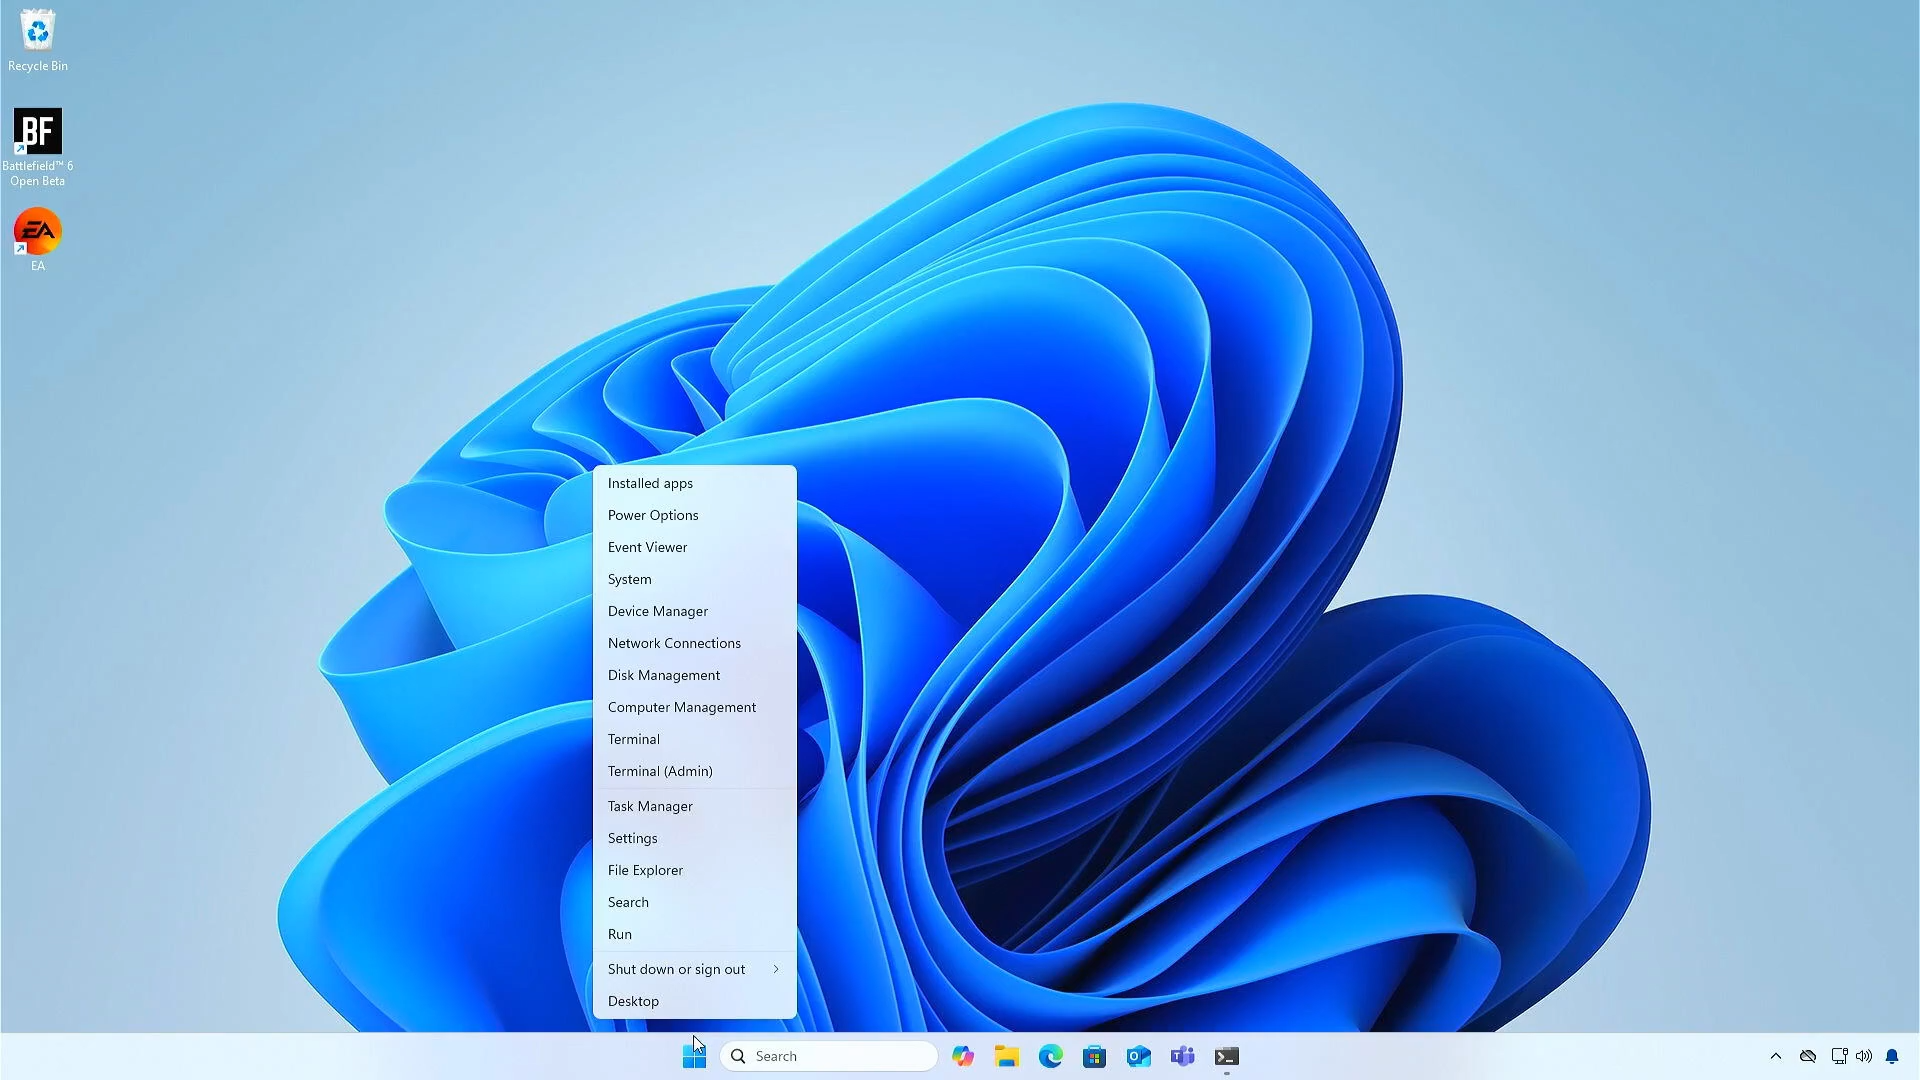 Recycle Bin
BF
Battlefield™ 6
Open Beta
EA
EA
Installed apps
Power Options
Event Viewer
System
Device Manager
Network Connections
Disk Management
Computer Management
Terminal
Terminal (Admin)
Task Manager
Settings
File Explorer
Search
Run
Shut down or sign out
Desktop
Search